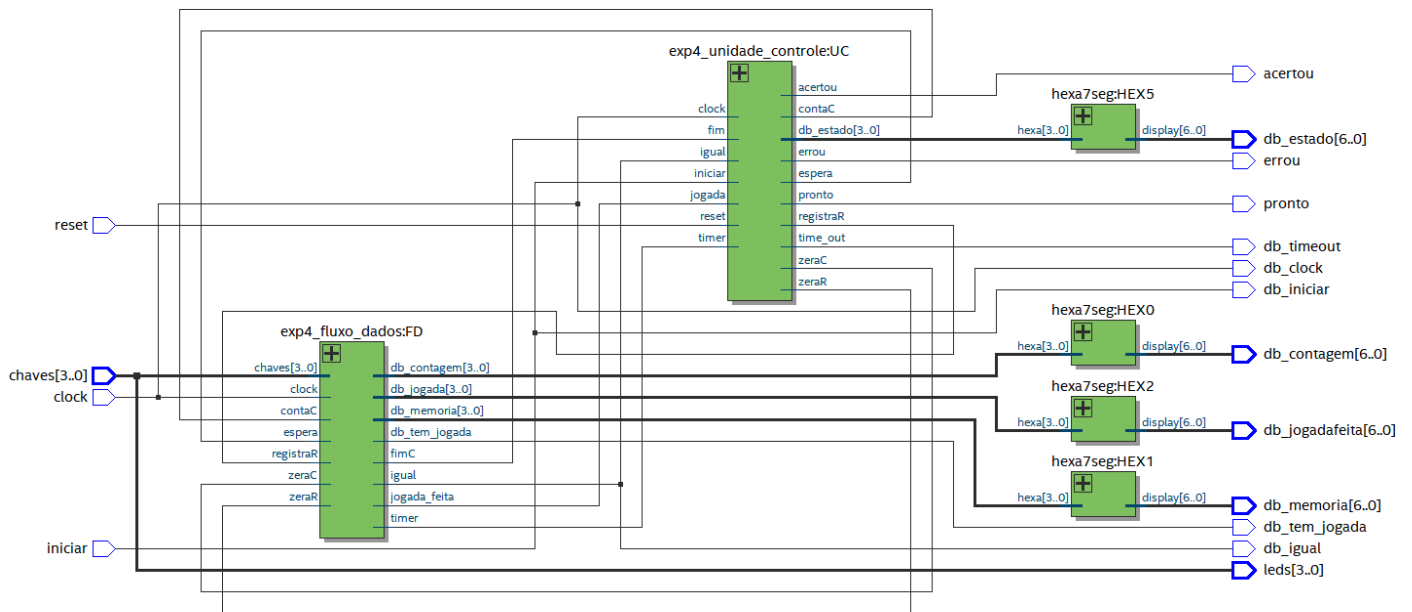 exp4_unidade_controle:UC
clock
fim
igual
iniciar
jogada
reset
timer
acertou
contaC
db_estado[3..0]
errou
espera
pronto
registraR
time_out
zeraC
zeraR
hexa7seg:HEX5
hexa[3..0]
display[6..0]
acertou
db_estado[6..0]
errou
pronto
db_timeout
db_clock
db_iniciar
reset
chaves[3..0]
clock
iniciar
exp4_fluxo_dados:FD
chaves[3..0]
clock
contaC
espera
registraR
zeraC
zeraR
db_contagem[3..0]
db_jogada[3..0]
db_memoria[3..0]
db_tem_jogada
fimC
igual
jogada_feita
timer
hexa7seg:HEX0
hexa[3..0]
display[6..0]
db_contagem[6..0]
hexa7seg:HEX2
hexa[3..0]
display[6..0]
db_jogadafeita[6..0]
hexa7seg:HEX1
hexa[3..0]
display[6..0]
db_memoria[6..0]
db_tem_jogada
db_igual
leds[3..0]